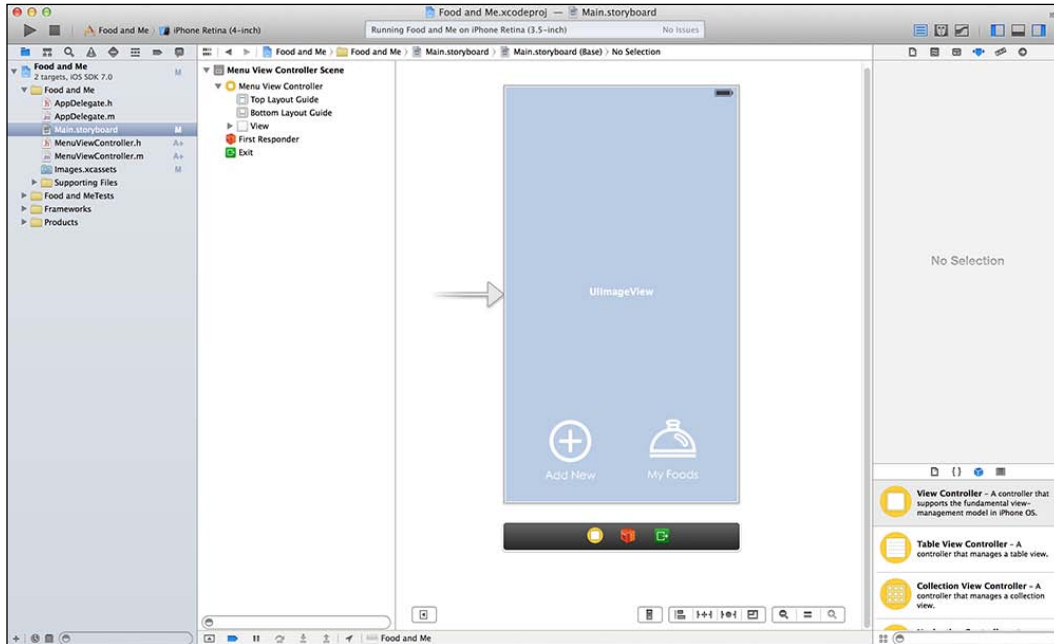 Food and Me.xcodeproj — Main.storyboard
Food and Me
iPhone Retina (4-inch)
Running Food and Me on iPhone Retina (3.5-inch)
No Issues
Food and Me
Food and Me
Main.storyboard
Main.storyboard (Base)
No Selection
Food and Me
M
2 targets, iOS SDK 7.0
Food and Me
AppDelegate.h
AppDelegate.m
Main.storyboard
M
MenuViewController.h
A+
MenuViewController.m
A+
Images.xcassets
M
Supporting Files
Food and MeTests
Frameworks
Products
Menu View Controller Scene
Menu View Controller
Top Layout Guide
Bottom Layout Guide
View
First Responder
Exit
UIImageView
Add New
My Foods
No Selection
View Controller – A controller that
supports the fundamental view-
management model in iPhone OS.
Table View Controller – A
controller that manages a table view.
Collection View Controller – A
controller that manages a collection
view.
Food and Me